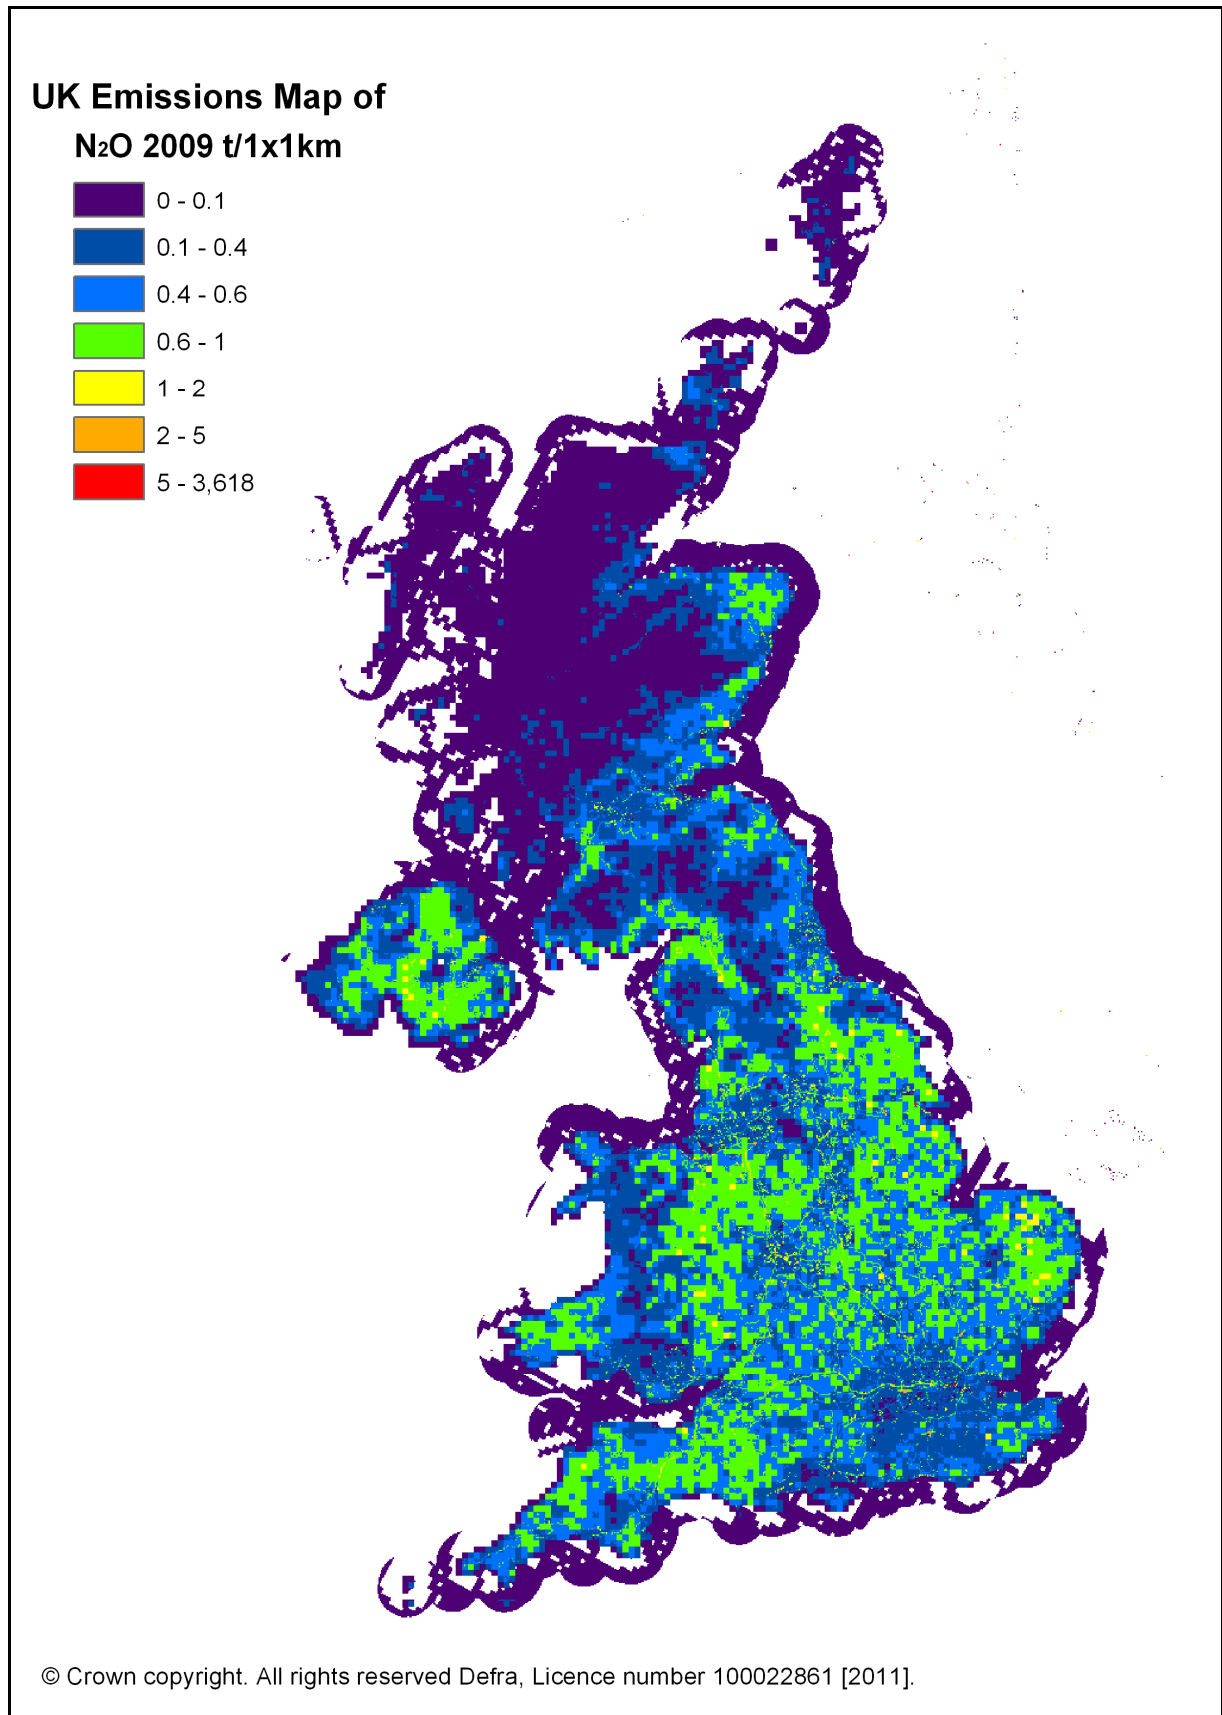 UK Emissions Map of
N2O 2009 t/1x1km
0 - 0.1
0.1 - 0.4
0.4 - 0.6
0.6 - 1
1 - 2
2 - 5
5 - 3,618
© Crown copyright. All rights reserved Defra, Licence number 100022861 [2011].